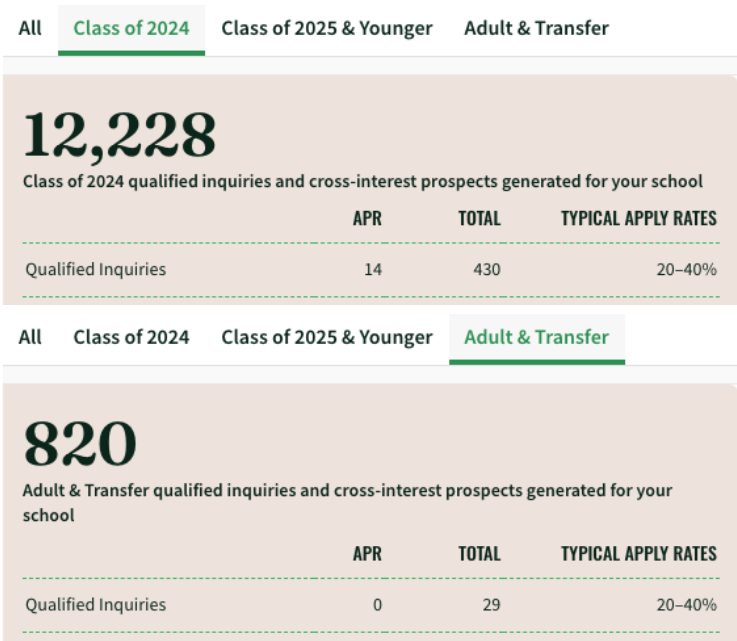 All Class of 2024 Class of 2025 & Younger Adult & Transfer
12,228
Class of 2024 qualified inquiries and cross-interest prospects generated for your school
APR TOTAL TYPICAL APPLY RATES
Qualified Inquiries 14 430 20–40%
All Class of 2024 Class of 2025 & Younger Adult & Transfer
820
Adult & Transfer qualified inquiries and cross-interest prospects generated for your
school
APR TOTAL TYPICAL APPLY RATES
Qualified Inquiries 0 29 20–40%